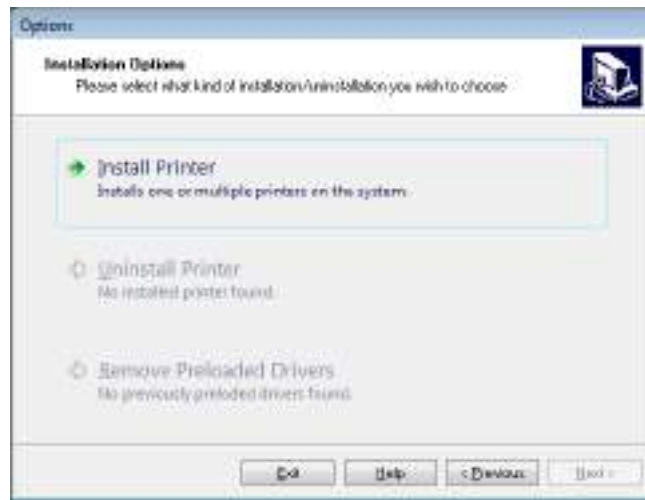 Options
Installation Options
Please select what kind of installation/uninstallation you wish to choose
Install Printer
Installs one or multiple printers on the system
Uninstall Printer
No installed printer found.
Remove Preloaded Drivers
No previously preloded drivers found.
Exit
Help
< Previous
Next >